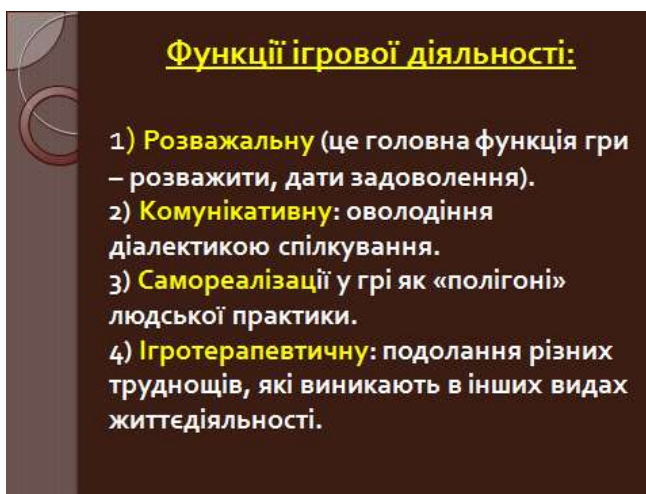 Функції ігрової діяльності:
1) Розважальну (це головна функція гри
– розважити, дати задоволення).
2) Комунікативну: оволодіння
діалектикою спілкування.
3) Самореалізації у грі як «полігоні»
людської практики.
4) Ігротерапевтичну: подолання різних
труднощів, які виникають в інших видах
життєдіяльності.